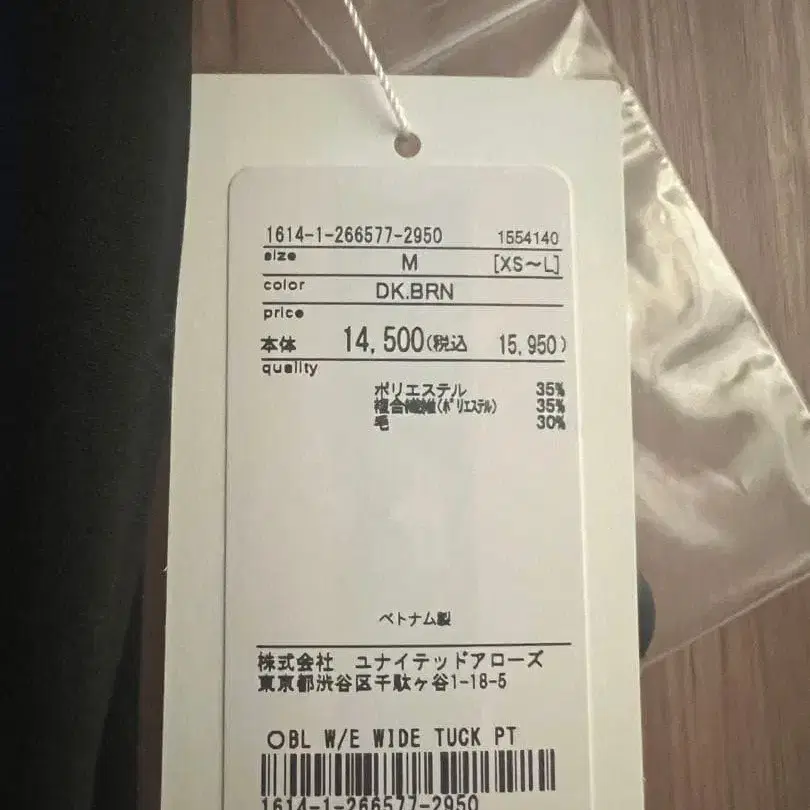 1614-1-266577-2950 1554140
size M [XS～L]
color DK.BRN
price
本体 14,500(税込 15,950)
quality
ポリエステル 35%
複合繊維(ﾎﾟﾘｴｽﾃﾙ) 35%
毛 30%
ベトナム製
株式会社 ユナイテッドアローズ
東京都渋谷区千駄ヶ谷1-18-5
○BL W/E WIDE TUCK PT
1614-1-266577-2950